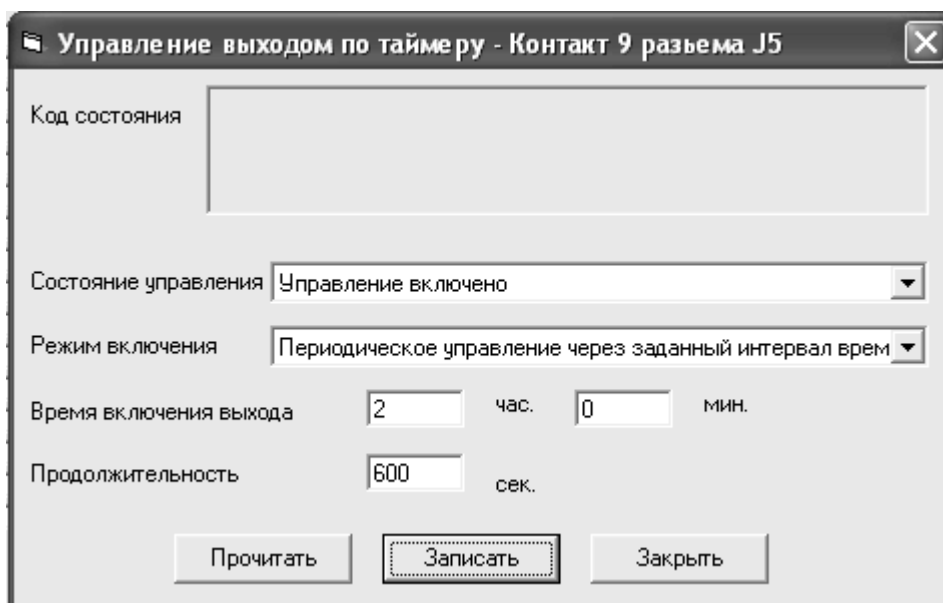 Управление выходом по таймеру - Контакт 9 разьема J5
Код состояния
Состояние управления Управление включено
Режим включения Периодическое управление через заданный интервал врем
Время включения выхода 2 час. 0 мин.
Продолжительность 600 сек.
Прочитать Записать Закрыть